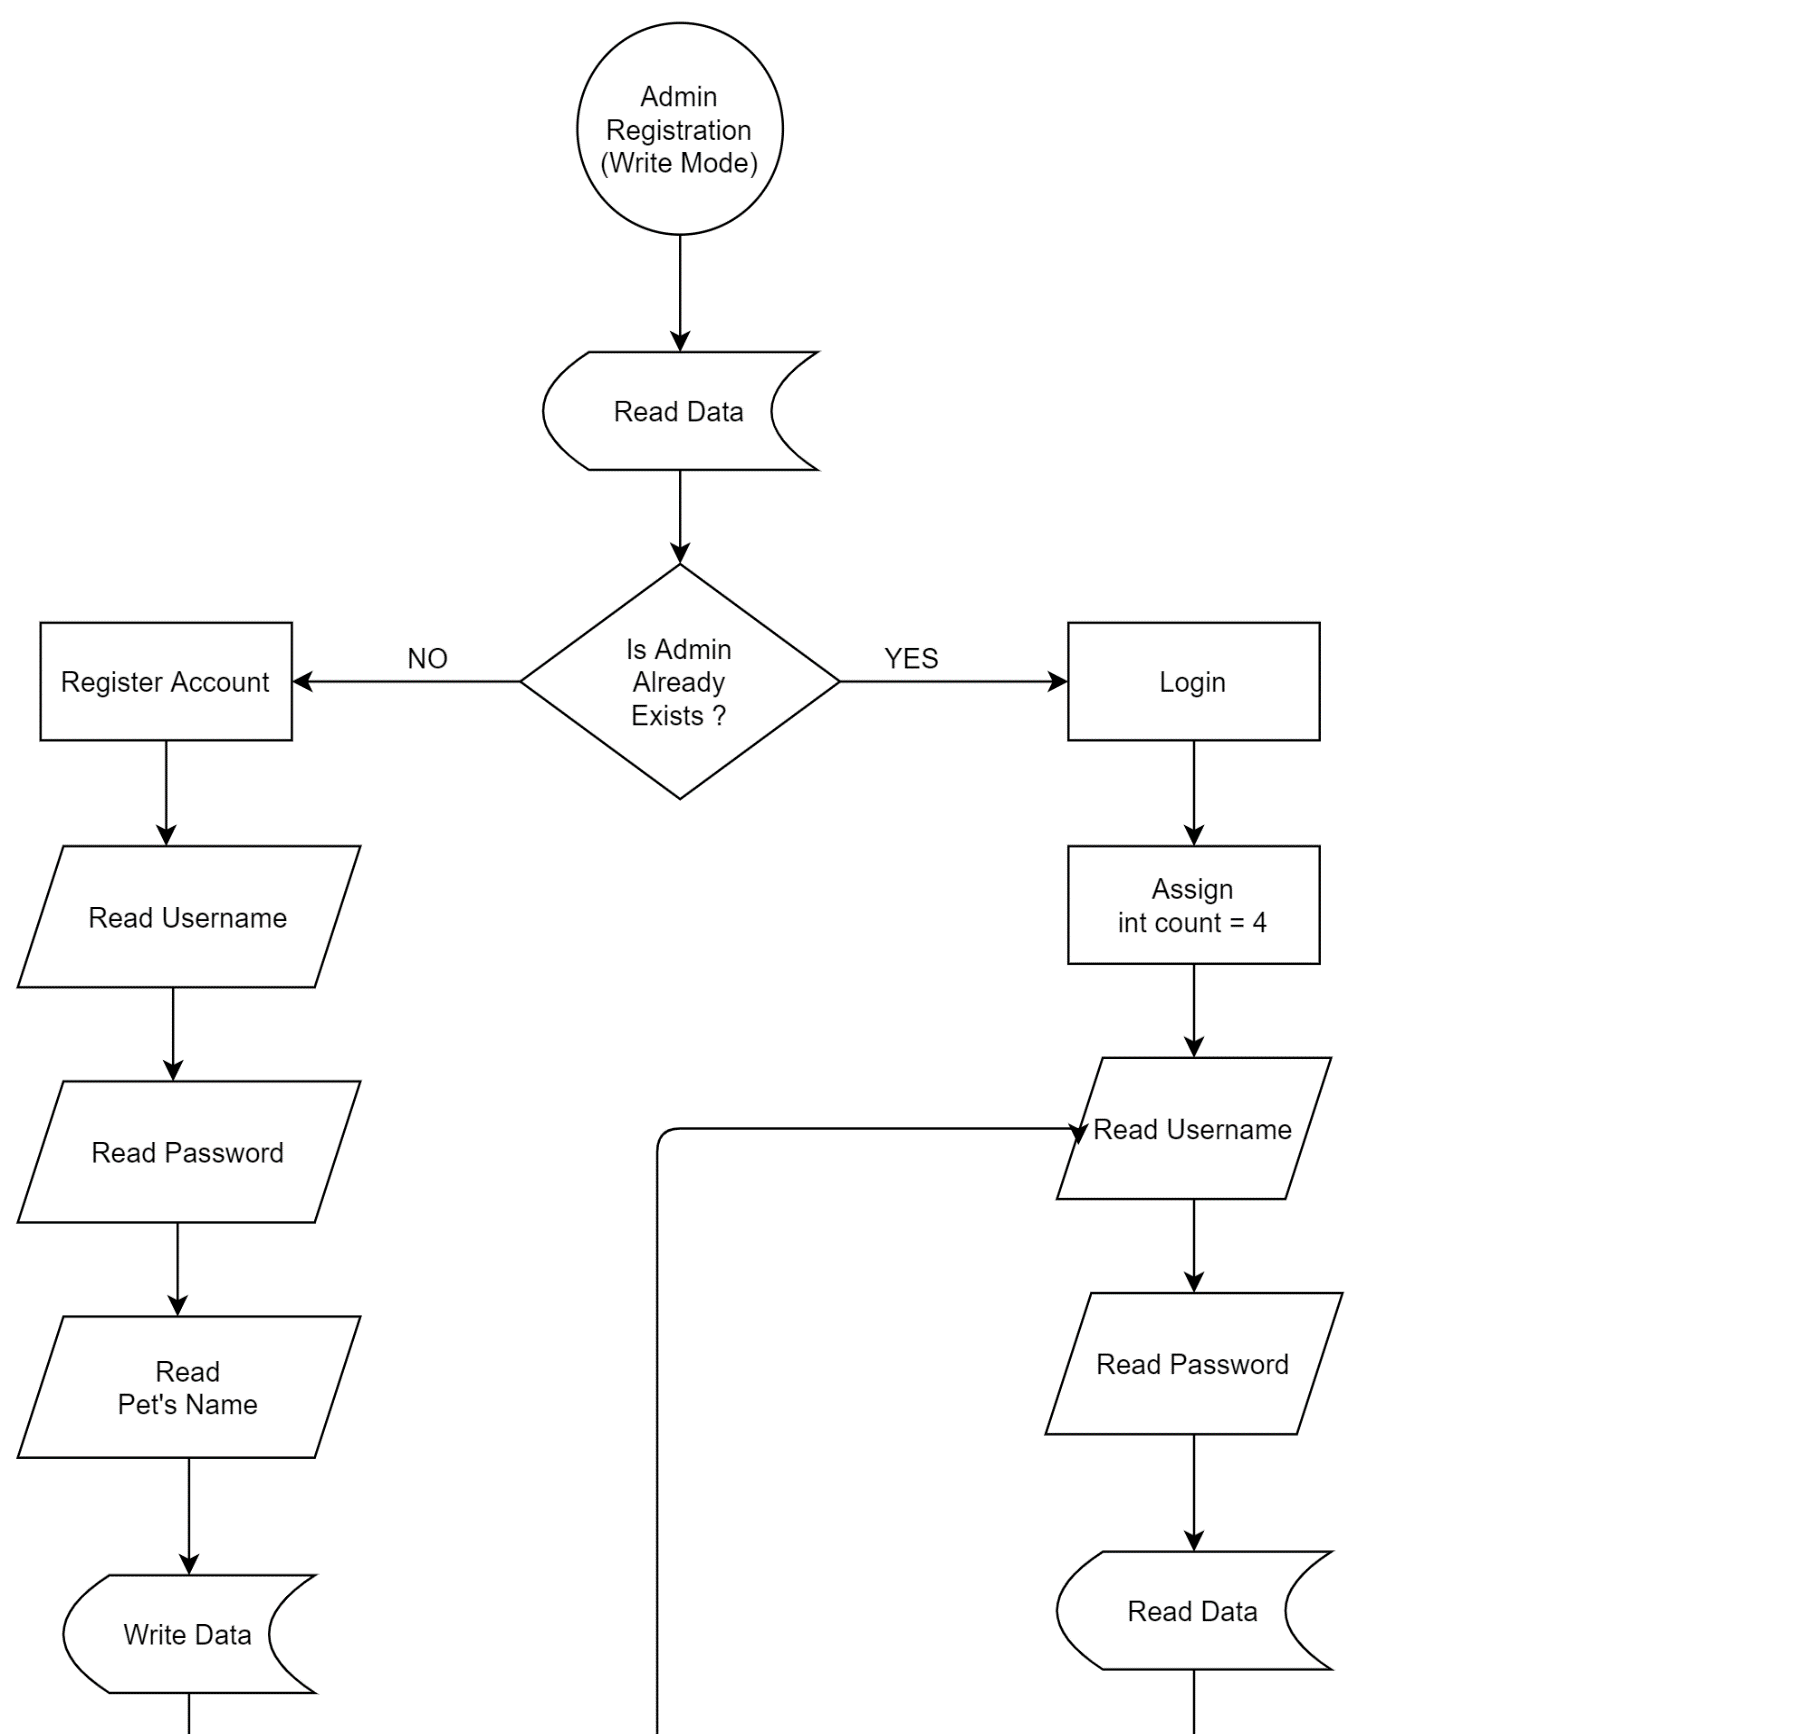 Admin
Registration
(Write Mode)
Read Data
Is Admin
Already
Exists ?
NO
YES
Register Account
Login
Read Username
Assign
int count = 4
Read Password
Read Username
Read
Pet's Name
Read Password
Write Data
Read Data